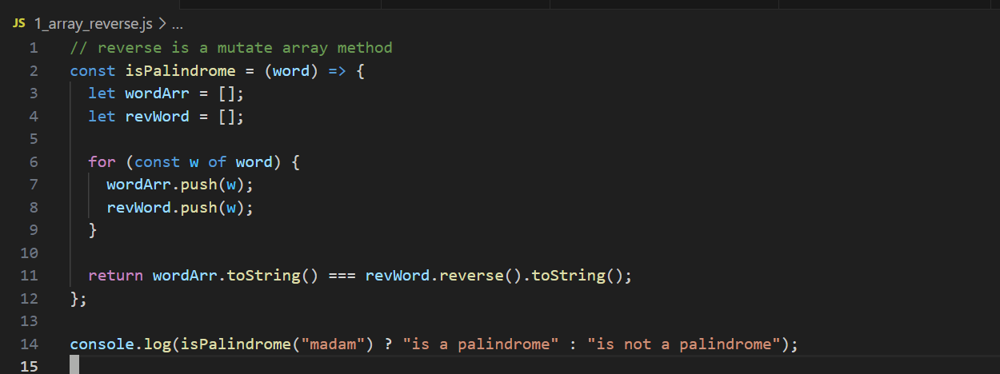 JS 1_array_reverse.js > ...
1 // reverse is a mutate array method
2 const isPalindrome = (word) => {
3   let wordArr = [];
4   let revWord = [];
5
6   for (const w of word) {
7     wordArr.push(w);
8     revWord.push(w);
9   }
10
11   return wordArr.toString() === revWord.reverse().toString();
12 };
13
14 console.log(isPalindrome("madam") ? "is a palindrome" : "is not a palindrome");
15